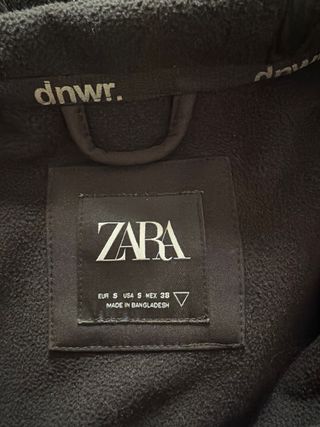 dnwr.
dnwr
ZARA
EUR S USA S MEX 38
MADE IN BANGLADESH